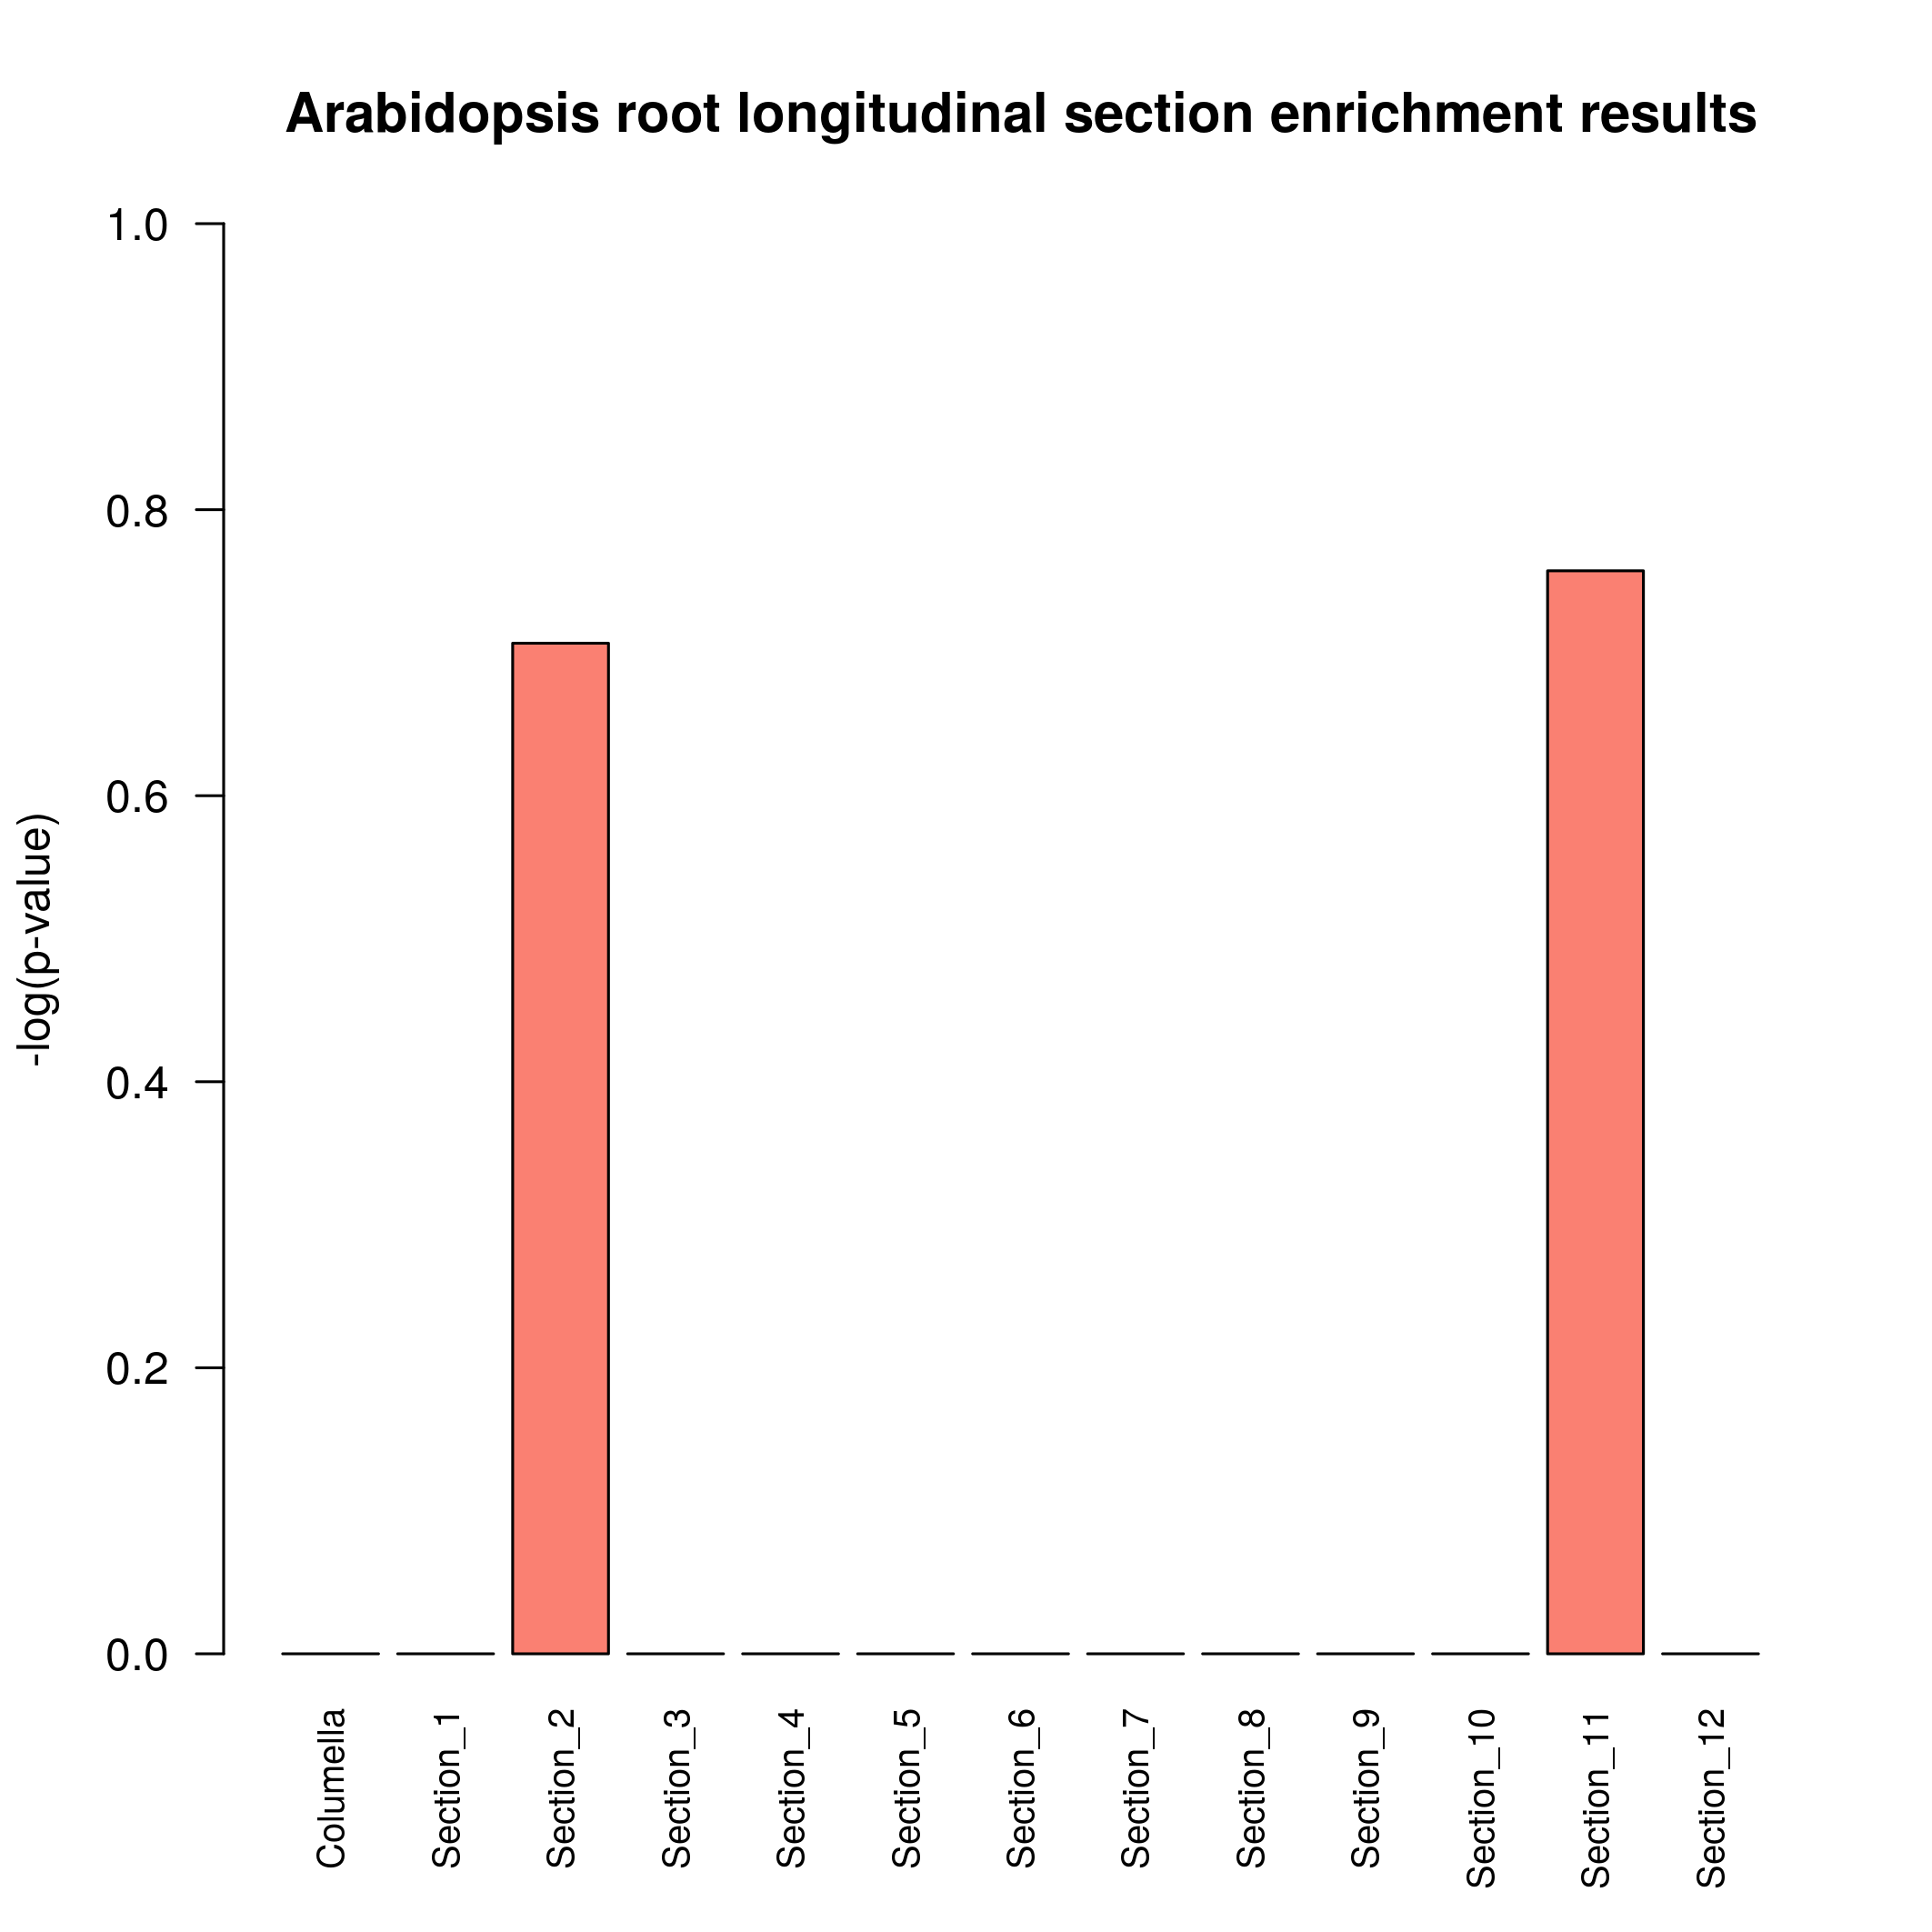 Arabidopsis root longitudinal section enrichment results
-log(p-value)
1.0
0.8
0.6
0.4
0.2
0.0
Columella
Section_1
Section_2
Section_3
Section_4
Section_5
Section_6
Section_7
Section_8
Section_9
Section_10
Section_11
Section_12